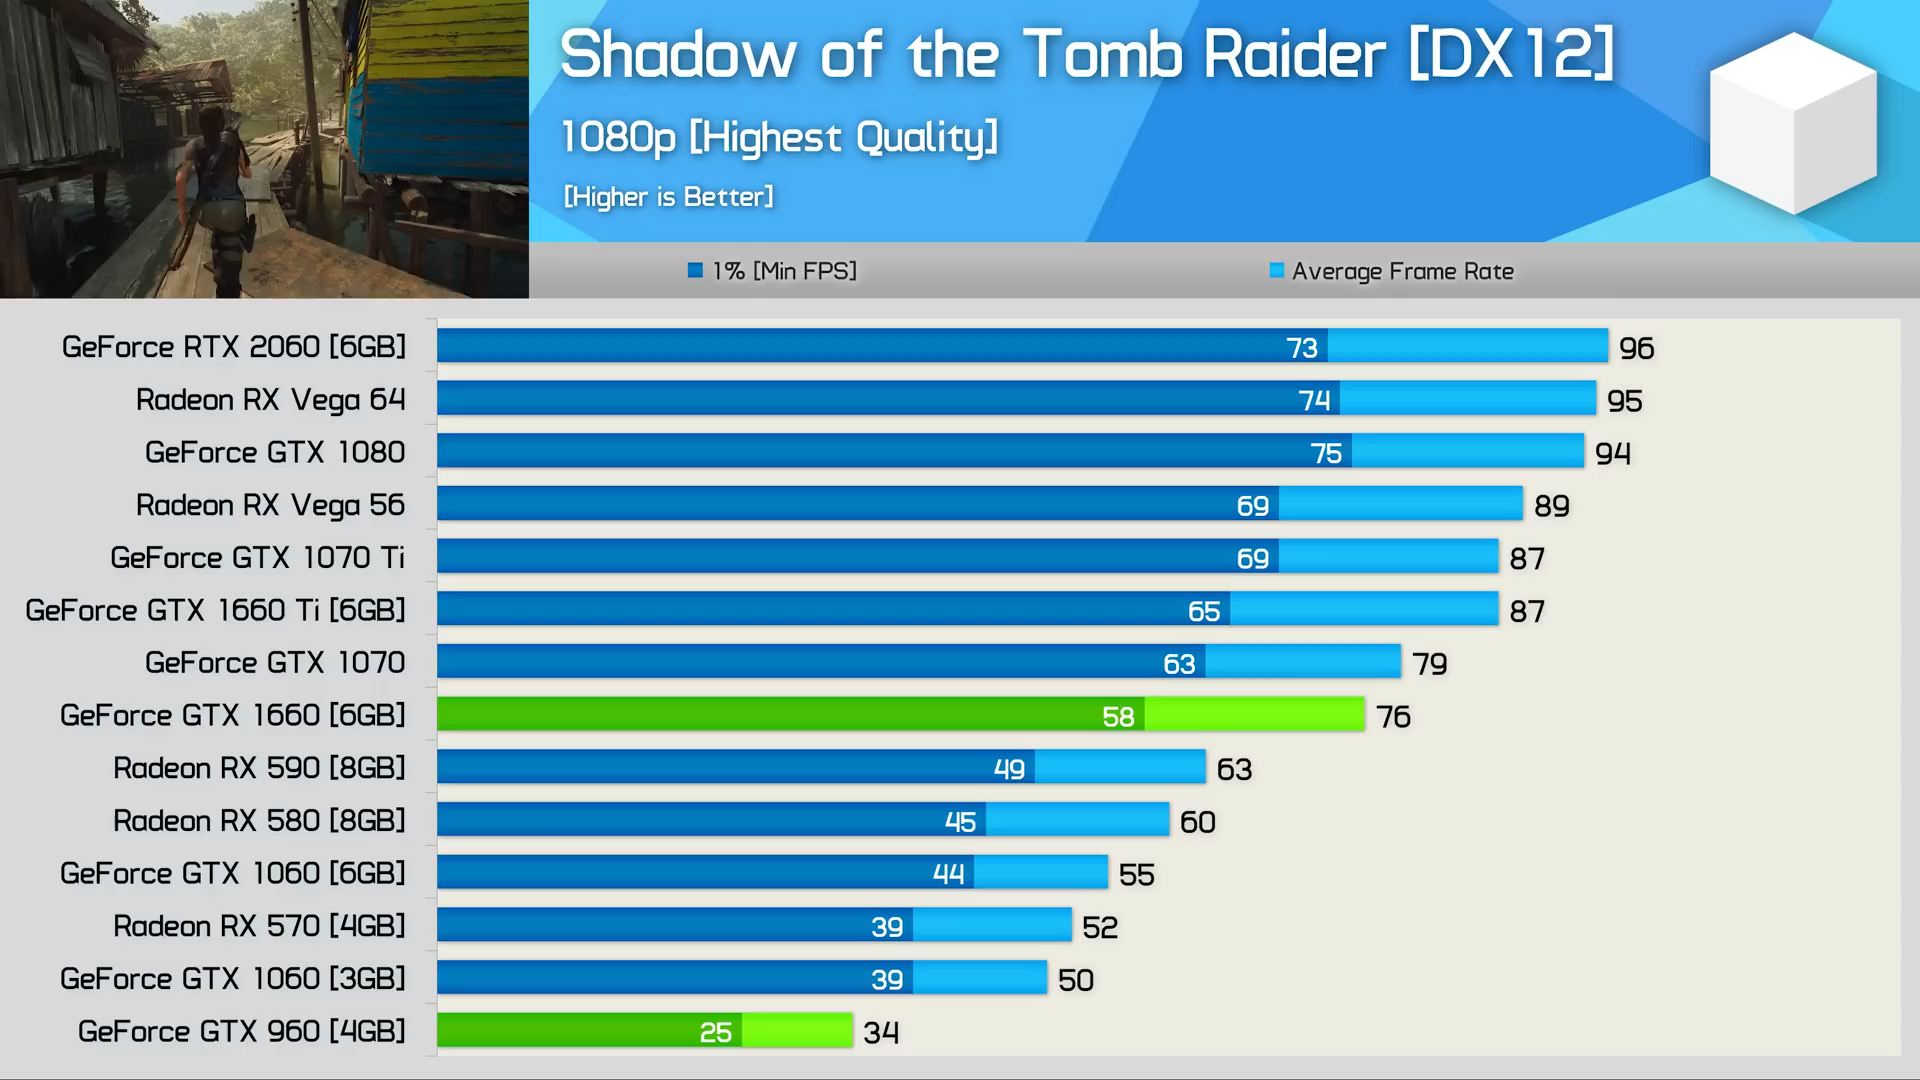 Shadow of the Tomb Raider [DX12]
1080p [Highest Quality]
[Higher is Better]
1% [Min FPS] Average Frame Rate
GeForce RTX 2060 [6GB] 73 96
Radeon RX Vega 64 74 95
GeForce GTX 1080 75 94
Radeon RX Vega 56 69 89
GeForce GTX 1070 Ti 69 87
GeForce GTX 1660 Ti [6GB] 65 87
GeForce GTX 1070 63 79
GeForce GTX 1660 [6GB] 58 76
Radeon RX 590 [8GB] 49 63
Radeon RX 580 [8GB] 45 60
GeForce GTX 1060 [6GB] 44 55
Radeon RX 570 [4GB] 39 52
GeForce GTX 1060 [3GB] 39 50
GeForce GTX 960 [4GB] 25 34